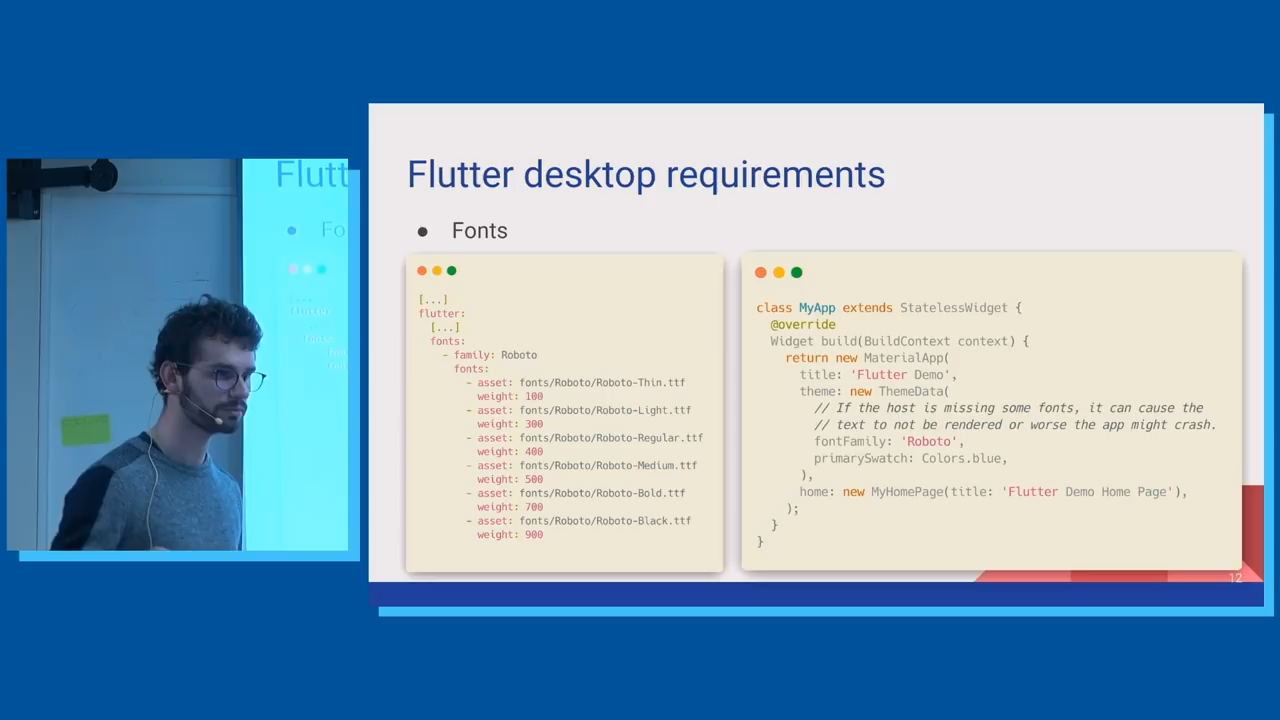 Flutt
Fo
flutter:
Flutter desktop requirements
● Fonts
[...]
flutter:
  [...]
  fonts:
    - family: Roboto
      fonts:
        - asset: fonts/Roboto/Roboto-Thin.ttf
          weight: 100
        - asset: fonts/Roboto/Roboto-Light.ttf
          weight: 300
        - asset: fonts/Roboto/Roboto-Regular.ttf
          weight: 400
        - asset: fonts/Roboto/Roboto-Medium.ttf
          weight: 500
        - asset: fonts/Roboto/Roboto-Bold.ttf
          weight: 700
        - asset: fonts/Roboto/Roboto-Black.ttf
          weight: 900
class MyApp extends StatelessWidget {
  @override
  Widget build(BuildContext context) {
    return new MaterialApp(
      title: 'Flutter Demo',
      theme: new ThemeData(
        // If the host is missing some fonts, it can cause the
        // text to not be rendered or worse the app might crash.
        fontFamily: 'Roboto',
        primarySwatch: Colors.blue,
      ),
      home: new MyHomePage(title: 'Flutter Demo Home Page'),
    );
  }
}
12